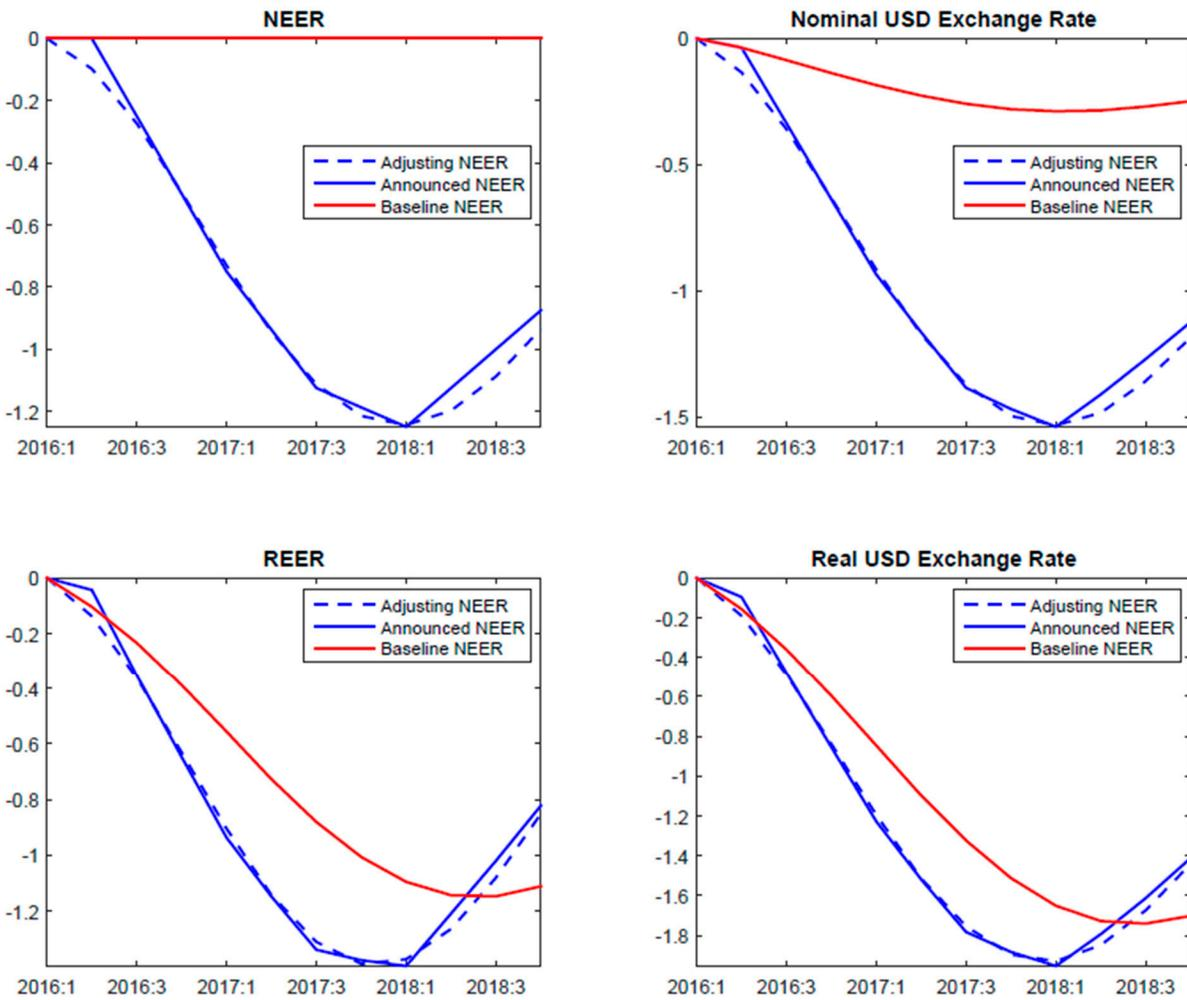 NEER
0
-0.2
-0.4
-0.6
-0.8
-1
-1.2
Adjusting NEER
Announced NEER
Baseline NEER
2016:1 2016:3 2017:1 2017:3 2018:1 2018:3
Nominal USD Exchange Rate
0
-0.5
-1
-1.5
Adjusting NEER
Announced NEER
Baseline NEER
2016:1 2016:3 2017:1 2017:3 2018:1 2018:3
REER
0
-0.2
-0.4
-0.6
-0.8
-1
-1.2
Adjusting NEER
Announced NEER
Baseline NEER
2016:1 2016:3 2017:1 2017:3 2018:1 2018:3
Real USD Exchange Rate
0
-0.2
-0.4
-0.6
-0.8
-1
-1.2
-1.4
-1.6
-1.8
Adjusting NEER
Announced NEER
Baseline NEER
2016:1 2016:3 2017:1 2017:3 2018:1 2018:3